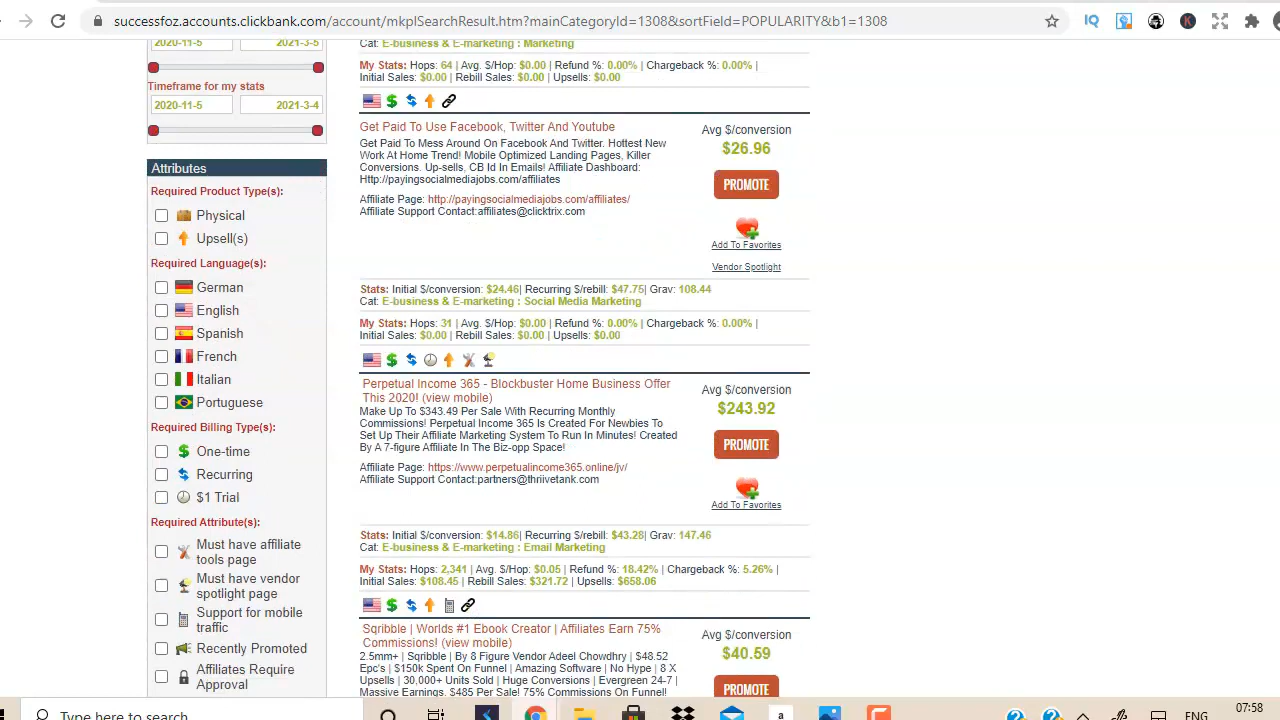 successfoz.accounts.clickbank.com/account/mkplSearchResult.htm?mainCategoryId=1308&sortField=POPULARITY&b1=1308
2020-11-5 2021-3-5
Timeframe for my stats
2020-11-5 2021-3-4
Attributes
Required Product Type(s):
Physical
Upsell(s)
Required Language(s):
German
English
Spanish
French
Italian
Portuguese
Required Billing Type(s):
One-time
Recurring
$1 Trial
Required Attribute(s):
Must have affiliate
tools page
Must have vendor
spotlight page
Support for mobile
traffic
Recently Promoted
Affiliates Require
Approval
Cat: E-business & E-marketing : Marketing
My Stats: Hops: 64 | Avg. $/Hop: $0.00 | Refund %: 0.00% | Chargeback %: 0.00% |
Initial Sales: $0.00 | Rebill Sales: $0.00 | Upsells: $0.00
Get Paid To Use Facebook, Twitter And Youtube
Get Paid To Mess Around On Facebook And Twitter. Hottest New
Work At Home Trend! Mobile Optimized Landing Pages, Killer
Conversions. Up-sells, CB Id In Emails! Affiliate Dashboard:
Http://payingsocialmediajobs.com/affiliates
Affiliate Page: http://payingsocialmediajobs.com/affiliates/
Affiliate Support Contact:affiliates@clicktrix.com
Avg $/conversion
$26.96
PROMOTE
Add To Favorites
Vendor Spotlight
Stats: Initial $/conversion: $24.46| Recurring $/rebill: $47.75| Grav: 108.44
Cat: E-business & E-marketing : Social Media Marketing
My Stats: Hops: 31 | Avg. $/Hop: $0.00 | Refund %: 0.00% | Chargeback %: 0.00% |
Initial Sales: $0.00 | Rebill Sales: $0.00 | Upsells: $0.00
Perpetual Income 365 - Blockbuster Home Business Offer
This 2020! (view mobile)
Make Up To $343.49 Per Sale With Recurring Monthly
Commissions! Perpetual Income 365 Is Created For Newbies To
Set Up Their Affiliate Marketing System To Run In Minutes! Created
By A 7-figure Affiliate In The Biz-opp Space!
Affiliate Page: https://www.perpetualincome365.online/jv/
Affiliate Support Contact:partners@thriivetank.com
Avg $/conversion
$243.92
PROMOTE
Add To Favorites
Stats: Initial $/conversion: $14.86| Recurring $/rebill: $43.28| Grav: 147.46
Cat: E-business & E-marketing : Email Marketing
My Stats: Hops: 2,341 | Avg. $/Hop: $0.05 | Refund %: 18.42% | Chargeback %: 5.26% |
Initial Sales: $108.45 | Rebill Sales: $321.72 | Upsells: $658.06
Sqribble | Worlds #1 Ebook Creator | Affiliates Earn 75%
Commissions! (view mobile)
2.5mm+ | Sqribble | By 8 Figure Vendor Adeel Chowdhry | $48.52
Epc's | $150k Spent On Funnel | Amazing Software | No Hype | 8 X
Upsells | 30,000+ Units Sold | Huge Conversions | Evergreen 24-7 |
Massive Earnings. $485 Per Sale! 75% Commissions On Funnel!
Avg $/conversion
$40.59
PROMOTE
Type here to search
ENG
07:58